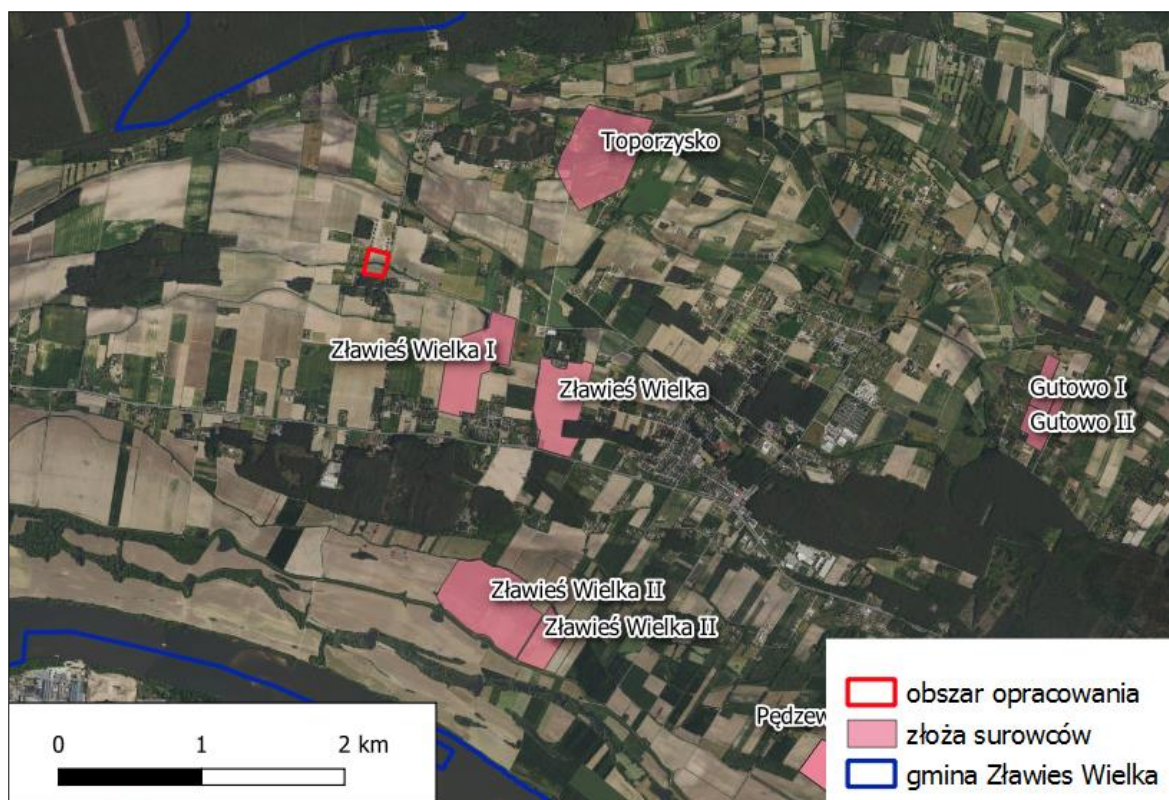 Toporzysko
Zławieś Wielka I
Zławieś Wielka
Gutowo I
Gutowo II
Zławieś Wielka II
Zławieś Wielka II
Pędzew
obszar opracowania
złoża surowców
gmina Zławies Wielka
0 1 2 km